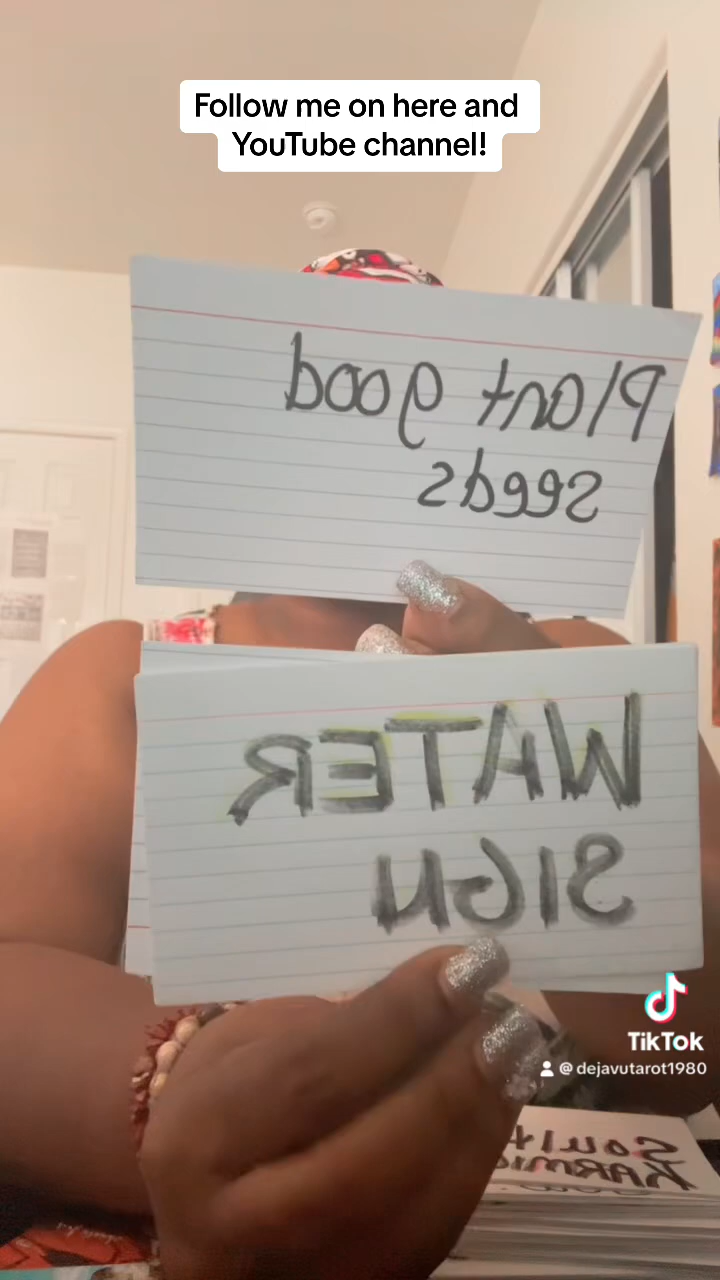 Follow me on here and
YouTube channel!
Plant good
seeds
WATER
SIGN
TikTok
@dejavutarot1980